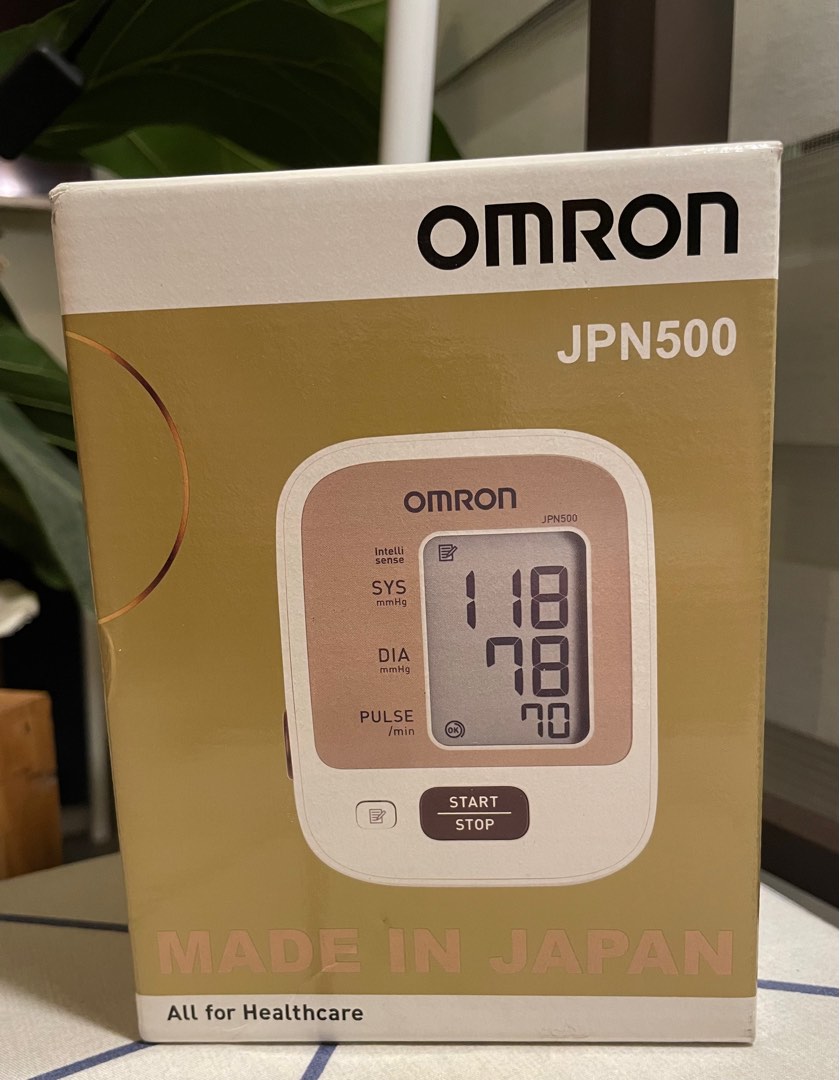 OMRON
JPN500
OMRON
JPN500
Intelli
sense
SYS
mmHg
118
DIA
mmHg
78
PULSE
/min
70
OK
START
STOP
MADE IN JAPAN
All for Healthcare